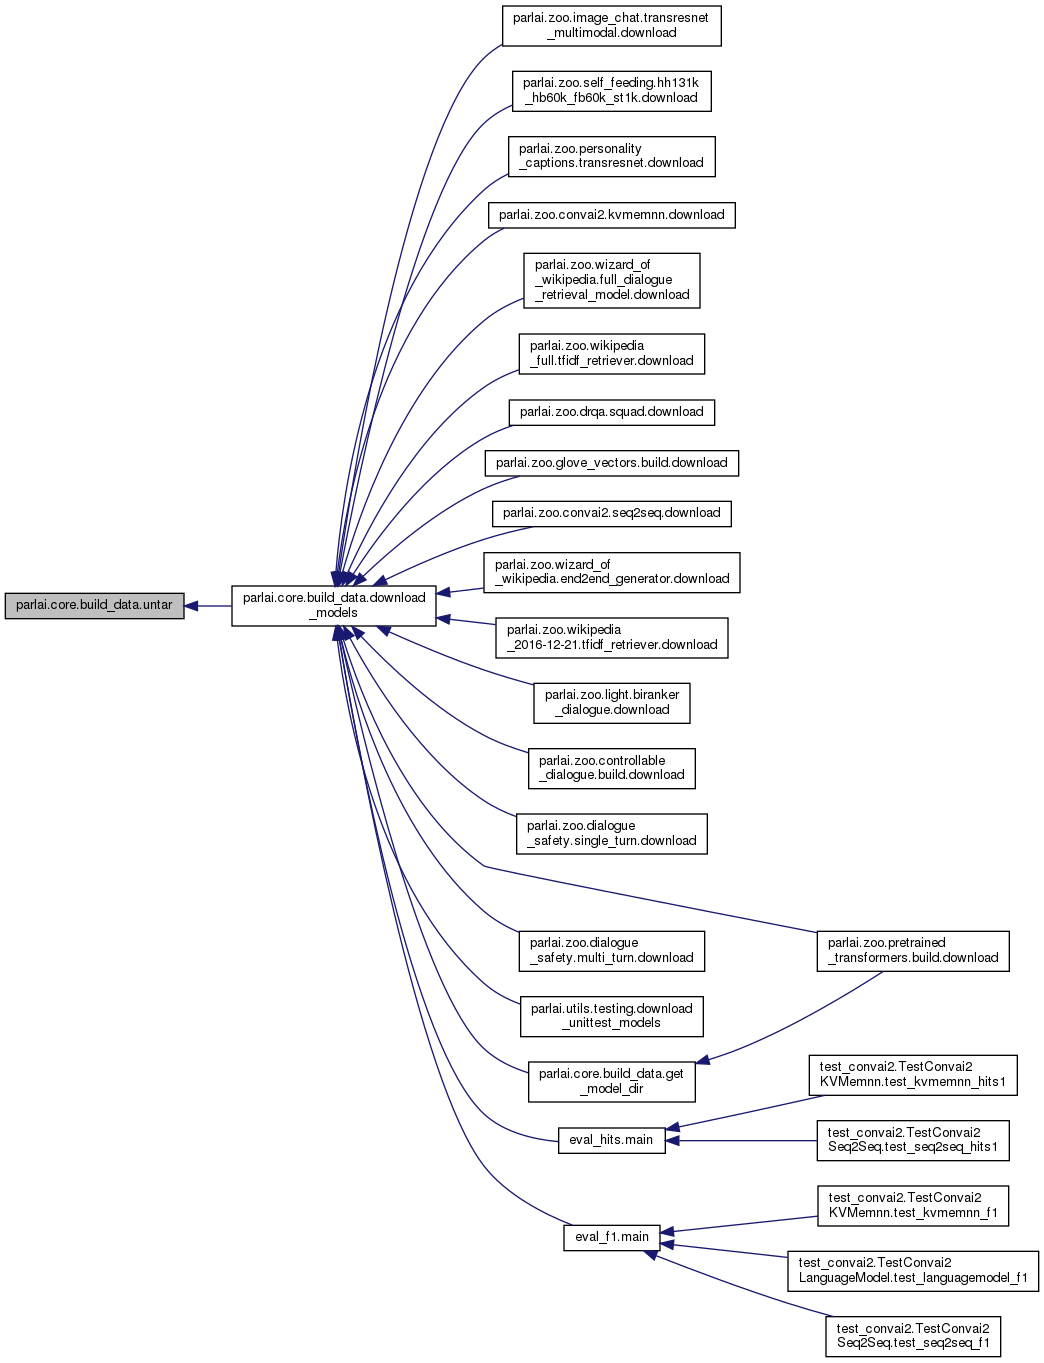 parlai.zoo.image_chat.transresnet
_multimodal.download
parlai.zoo.self_feeding.hh131k
_hb60k_fb60k_st1k.download
parlai.zoo.personality
_captions.transresnet.download
parlai.zoo.convai2.kvmemnn.download
parlai.zoo.wizard_of
_wikipedia.full_dialogue
_retrieval_model.download
parlai.zoo.wikipedia
_full.tfidf_retriever.download
parlai.zoo.drqa.squad.download
parlai.zoo.glove_vectors.build.download
parlai.zoo.convai2.seq2seq.download
parlai.zoo.wizard_of
_wikipedia.end2end_generator.download
parlai.core.build_data.untar
parlai.core.build_data.download
_models
parlai.zoo.wikipedia
_2016-12-21.tfidf_retriever.download
parlai.zoo.light.biranker
_dialogue.download
parlai.zoo.controllable
_dialogue.build.download
parlai.zoo.dialogue
_safety.single_turn.download
parlai.zoo.dialogue
_safety.multi_turn.download
parlai.zoo.pretrained
_transformers.build.download
parlai.utils.testing.download
_unittest_models
parlai.core.build_data.get
_model_dir
test_convai2.TestConvai2
KVMemnn.test_kvmemnn_hits1
eval_hits.main
test_convai2.TestConvai2
Seq2Seq.test_seq2seq_hits1
test_convai2.TestConvai2
KVMemnn.test_kvmemnn_f1
eval_f1.main
test_convai2.TestConvai2
LanguageModel.test_languagemodel_f1
test_convai2.TestConvai2
Seq2Seq.test_seq2seq_f1